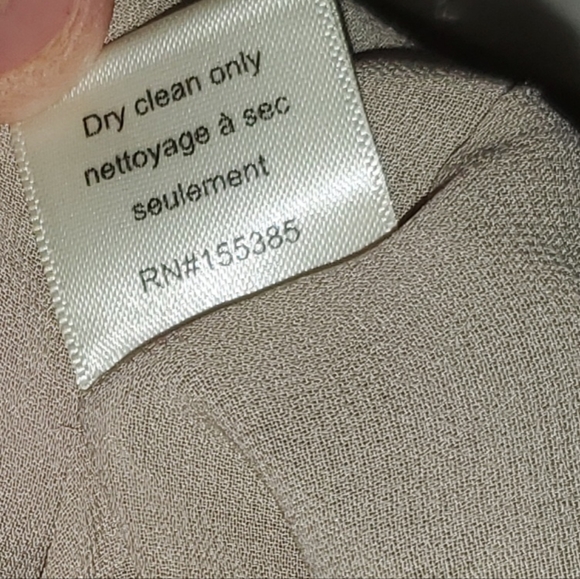 Dry clean only
nettoyage à sec
seulement
RN#155385